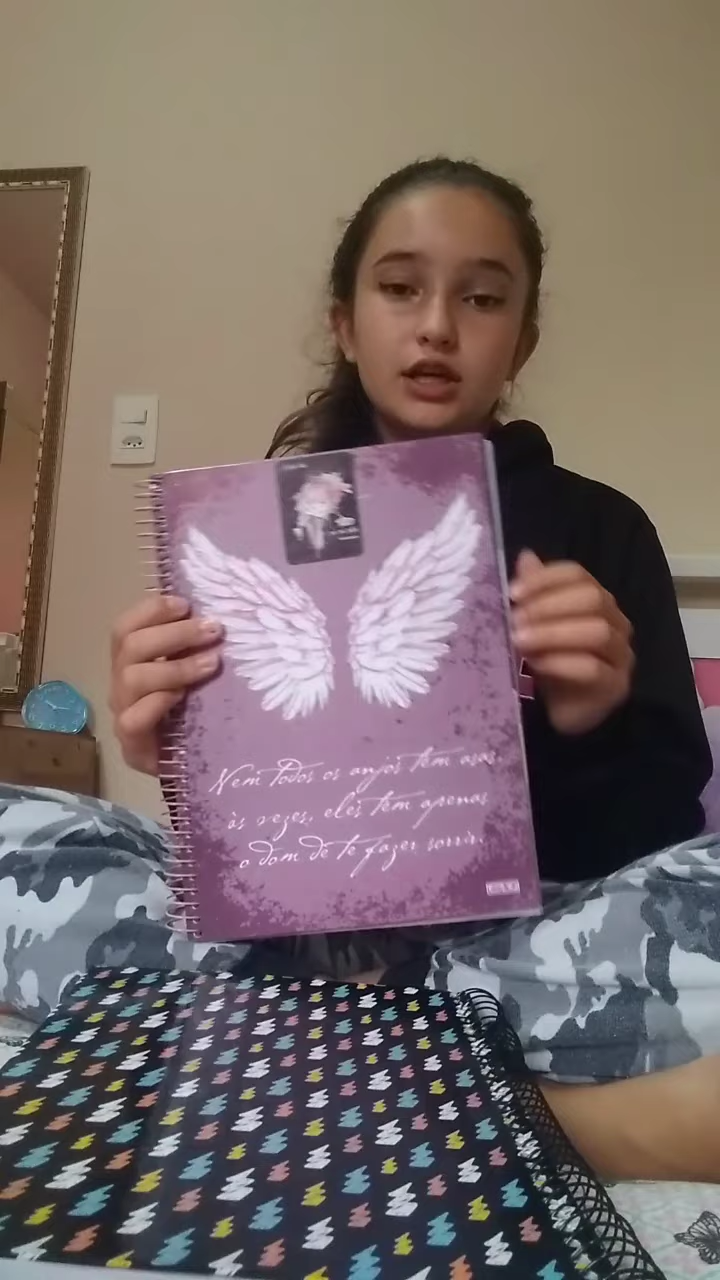 Nem todos os anjos tem asas
às vezes, eles tem apenas
o dom de te fazer sorrir.